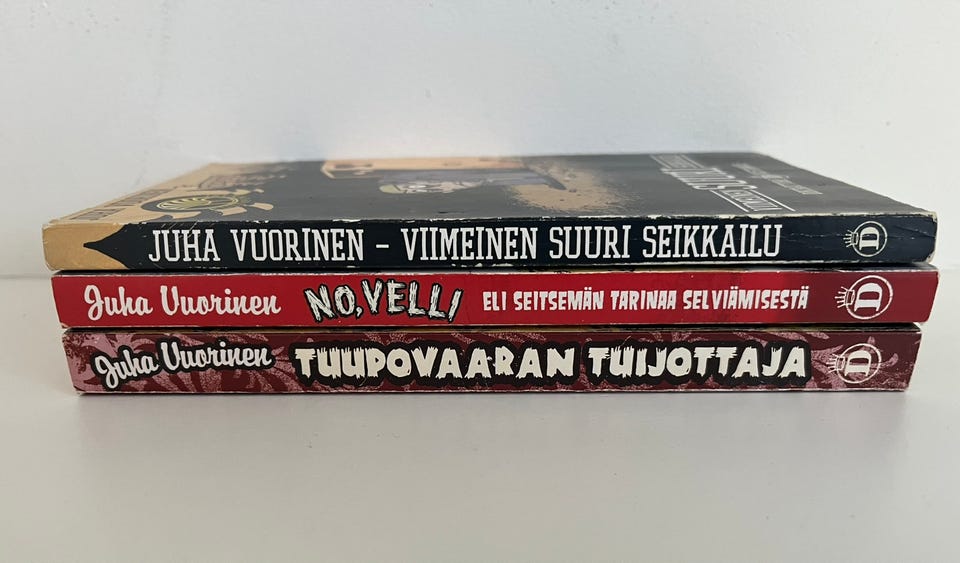 JUHA VUORINEN – VIIMEINEN SUURI SEIKKAILU D
Juha Vuorinen NO, VELLI ELI SEITSEMÄN TARINAA SELVIÄMISESTÄ D
Juha Vuorinen TUUPOVAARAN TUIJOTTAJA D